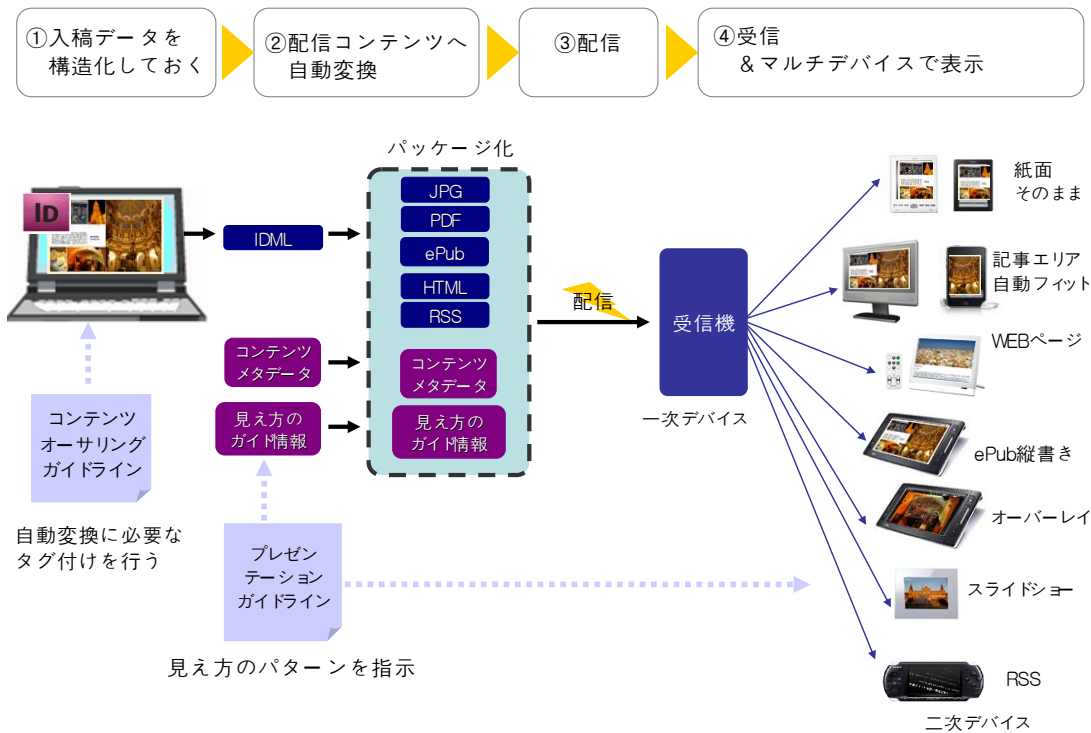 ①入稿データを
構造化しておく
②配信コンテンツへ
自動変換
③配信
④受信
＆マルチデバイスで表示
パッケージ化
ID
IDML
JPG
PDF
ePub
HTML
RSS
コンテンツ
メタデータ
見え方の
ガイド情報
コンテンツ
メタデータ
見え方の
ガイド情報
配信
受信機
一次デバイス
紙面
そのまま
記事エリア
自動フィット
WEBページ
ePub縦書き
オーバーレイ
スライドショー
RSS
二次デバイス
コンテンツ
オーサリング
ガイドライン
自動変換に必要な
タグ付けを行う
プレゼン
テーション
ガイドライン
見え方のパターンを指示